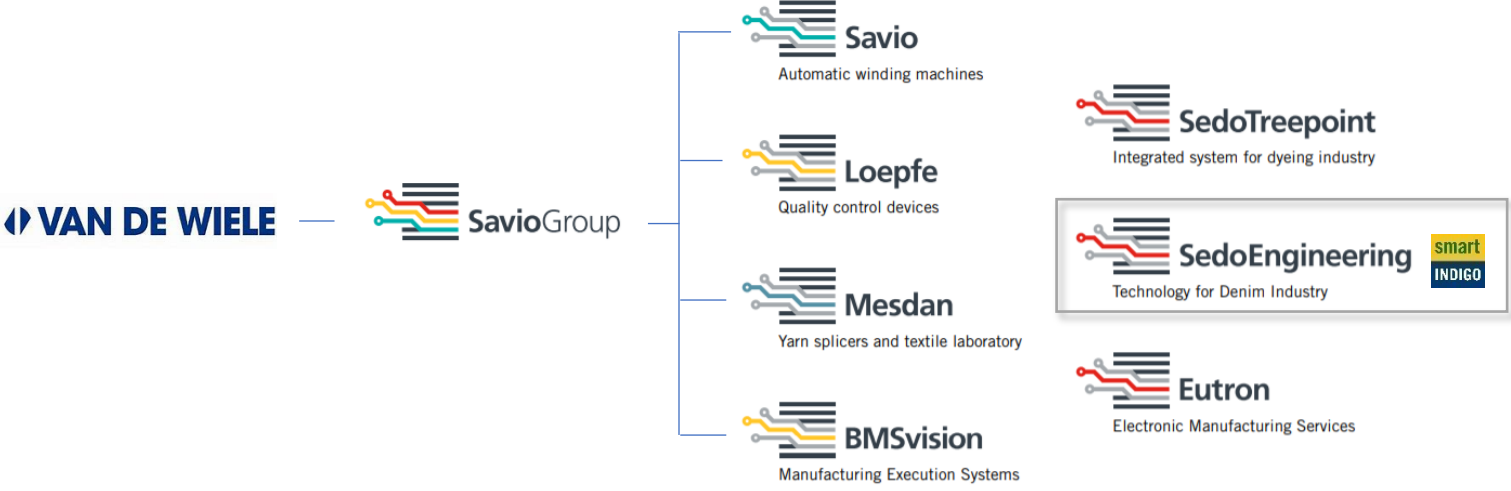 VAN DE WIELE
SavioGroup
Savio
Automatic winding machines
Loepfe
Quality control devices
Mesdan
Yarn splicers and textile laboratory
BMSvision
Manufacturing Execution Systems
SedoTreepoint
Integrated system for dyeing industry
SedoEngineering
Technology for Denim Industry
smart
INDIGO
Eutron
Electronic Manufacturing Services